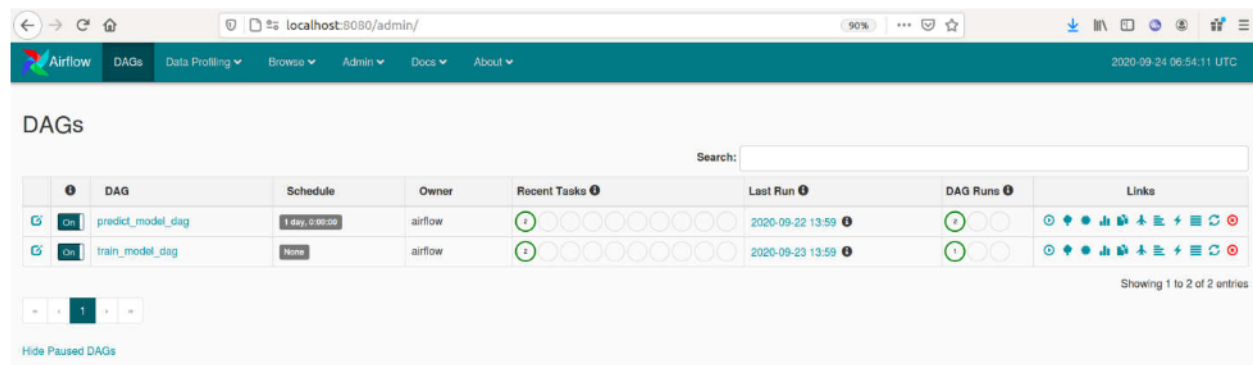 localhost:8080/admin/ 90%
Airflow DAGs Data Profiling Browse Admin Docs About 2020-09-24 06:54:11 UTC
DAGs
Search:
DAG Schedule Owner Recent Tasks Last Run DAG Runs Links
On predict_model_dag 1 day, 0:00:00 airflow 2 2020-09-22 13:59 2
On train_model_dag None airflow 2 2020-09-23 13:59 1
Showing 1 to 2 of 2 entries
« ‹ 1 › »
Hide Paused DAGs